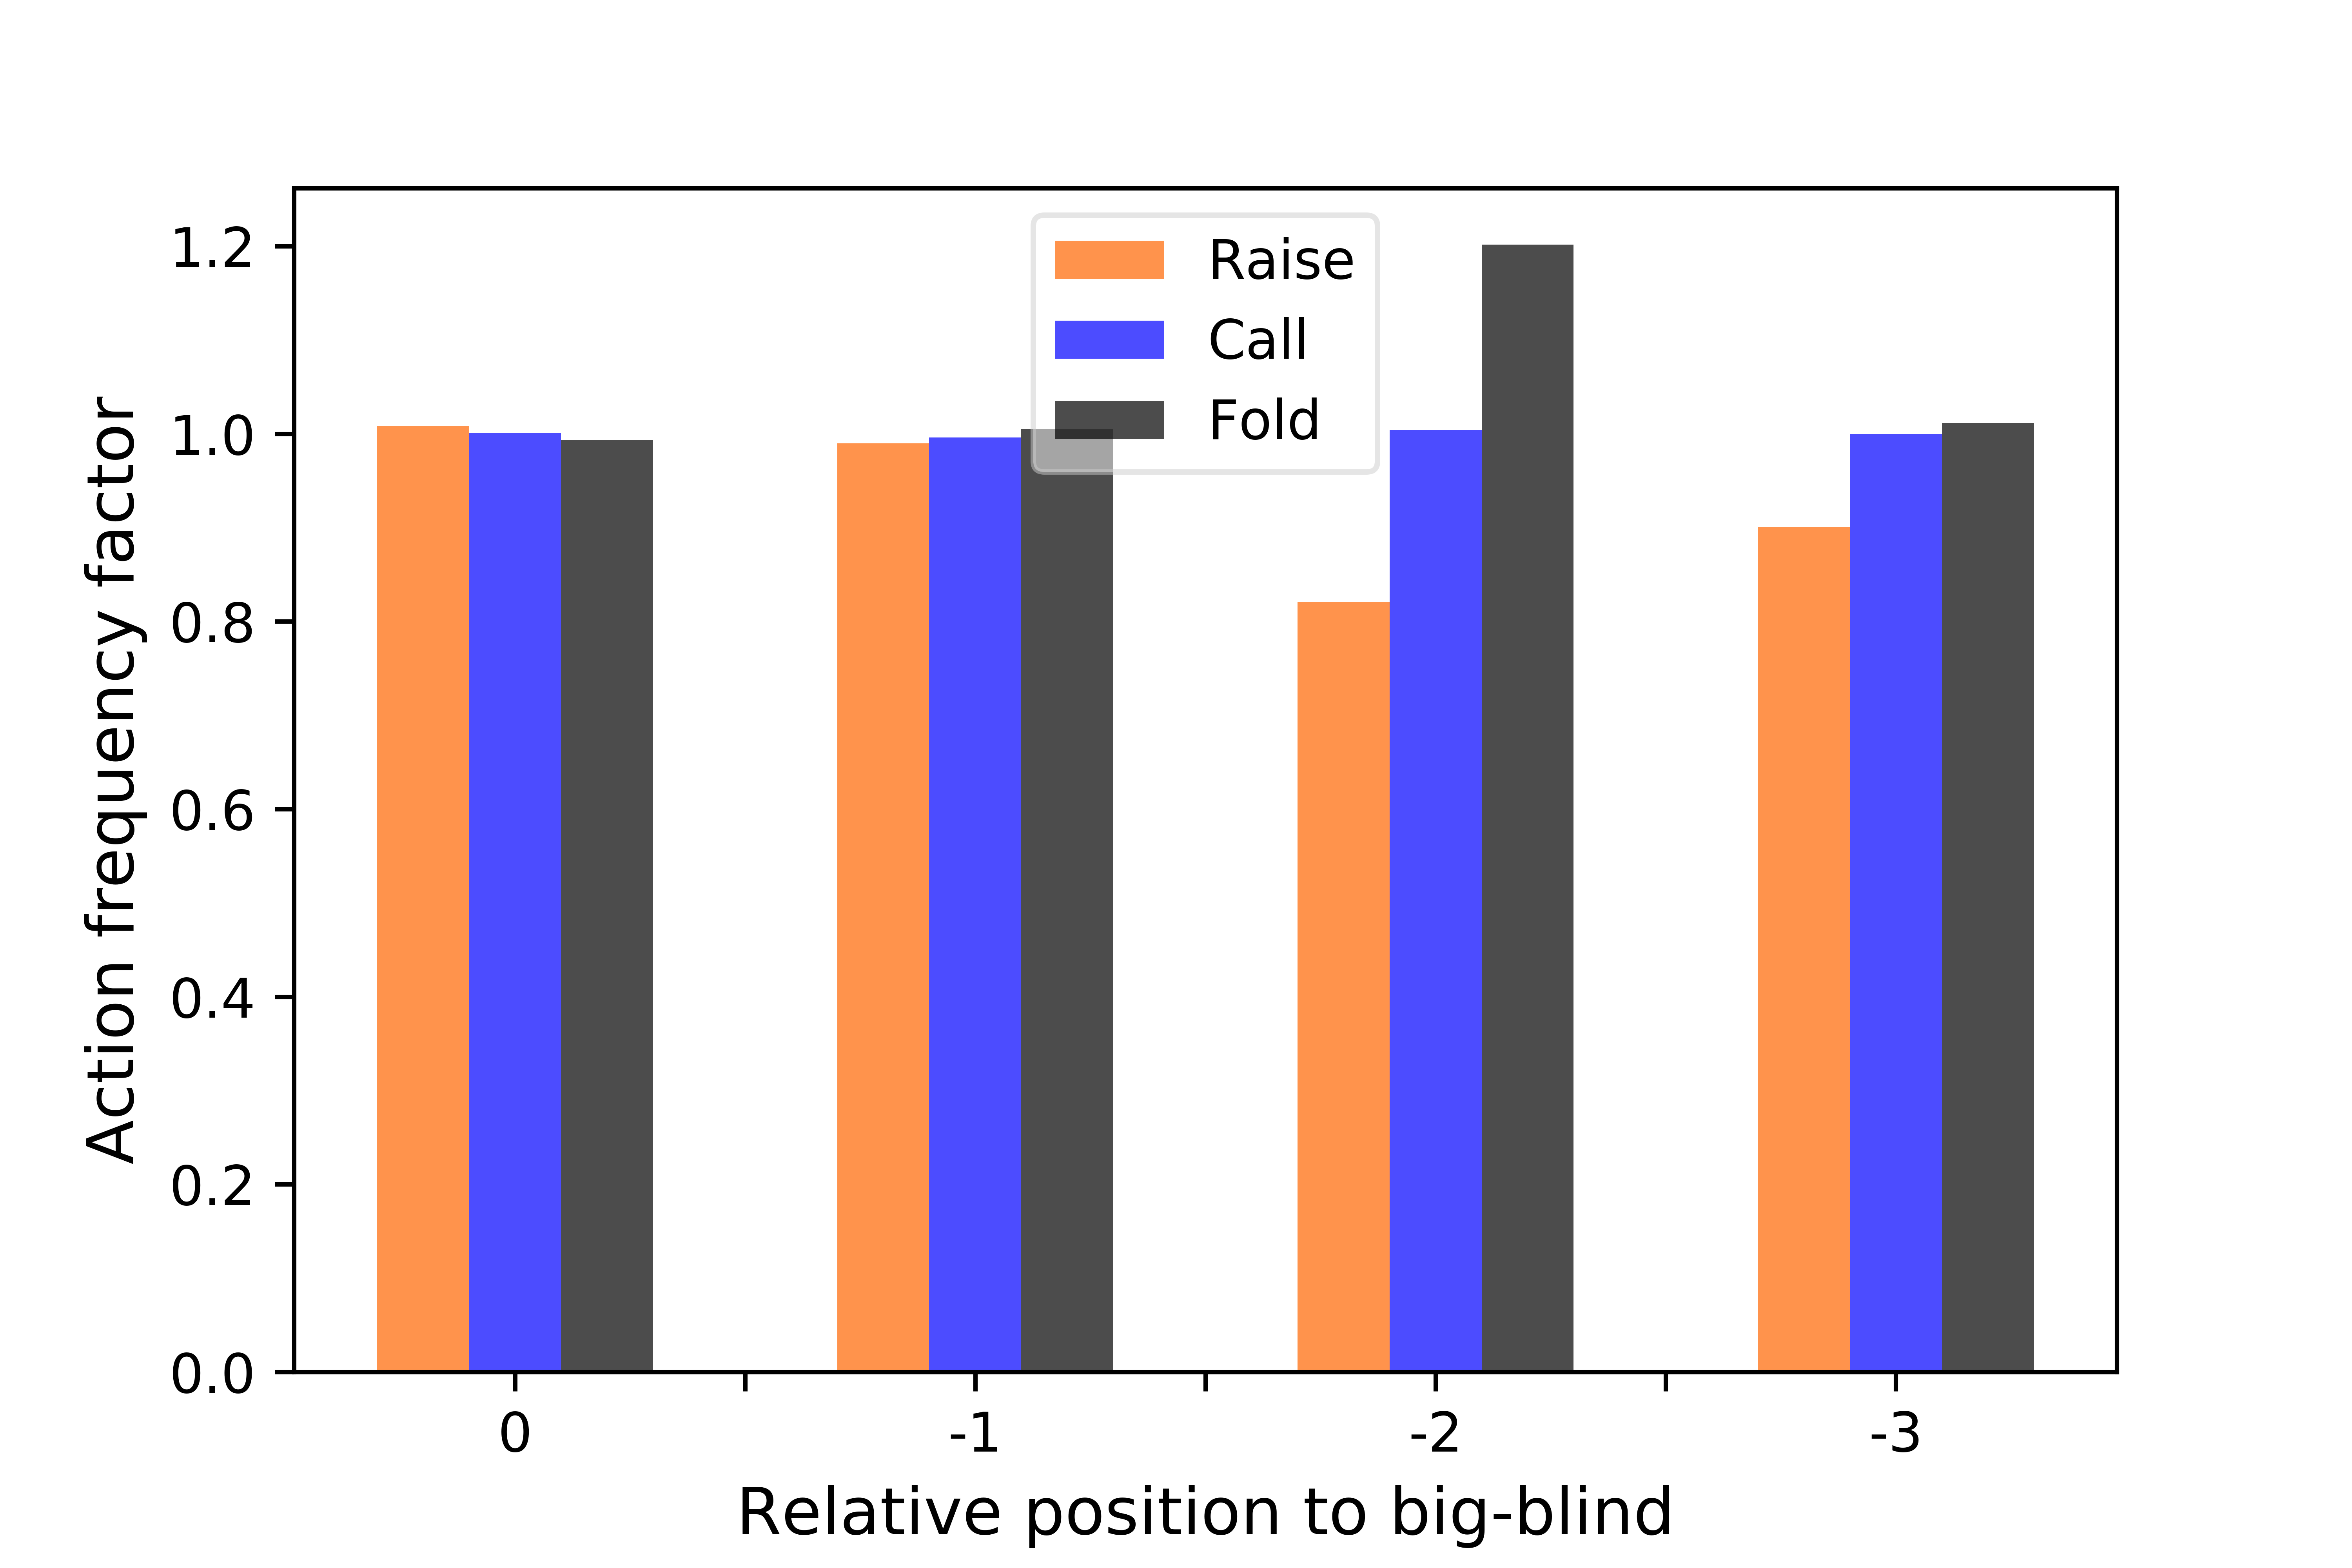 Raise
Call
Fold
1.2
1.0
0.8
0.6
0.4
0.2
0.0
Action frequency factor
0
-1
-2
-3
Relative position to big-blind